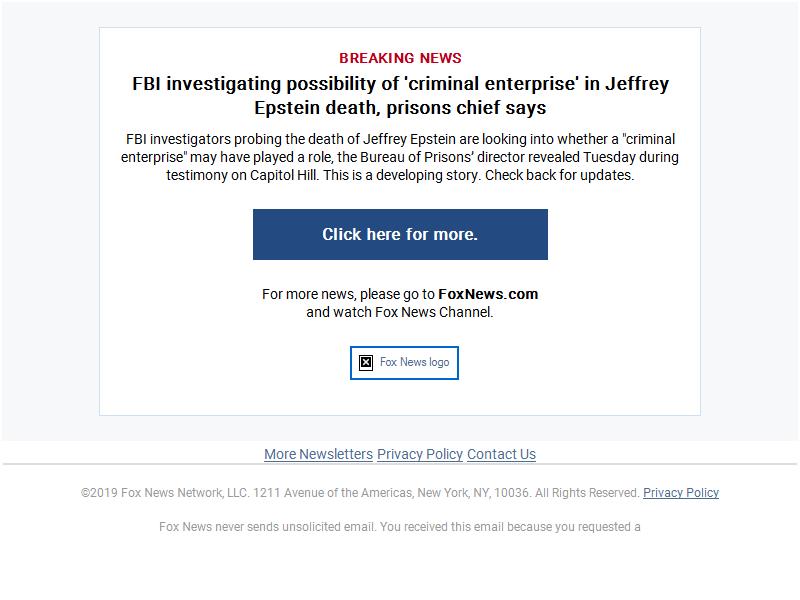 BREAKING NEWS
FBI investigating possibility of 'criminal enterprise' in Jeffrey
Epstein death, prisons chief says
FBI investigators probing the death of Jeffrey Epstein are looking into whether a "criminal
enterprise" may have played a role, the Bureau of Prisons’ director revealed Tuesday during
testimony on Capitol Hill. This is a developing story. Check back for updates.
Click here for more.
For more news, please go to FoxNews.com
and watch Fox News Channel.
Fox News logo
More Newsletters Privacy Policy Contact Us
©2019 Fox News Network, LLC. 1211 Avenue of the Americas, New York, NY, 10036. All Rights Reserved. Privacy Policy
Fox News never sends unsolicited email. You received this email because you requested a